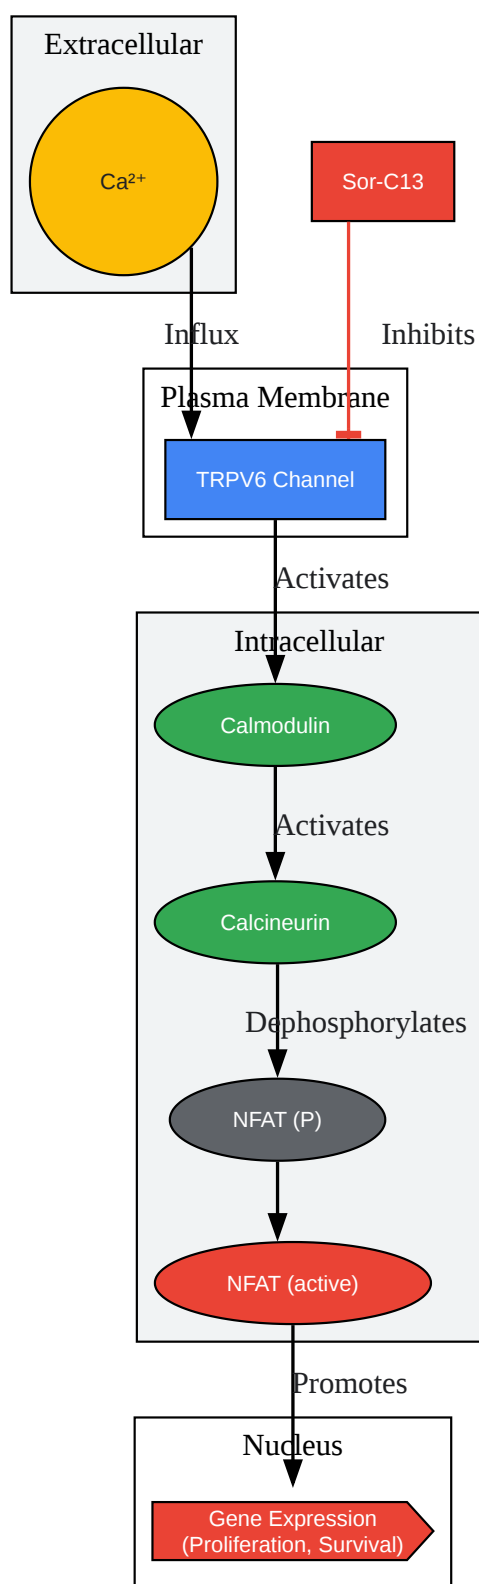 Extracellular
Ca²⁺
Sor-C13
Influx
Inhibits
Plasma Membrane
TRPV6 Channel
Activates
Intracellular
Calmodulin
Activates
Calcineurin
Dephosphorylates
NFAT (P)
NFAT (active)
Promotes
Nucleus
Gene Expression
(Proliferation, Survival)